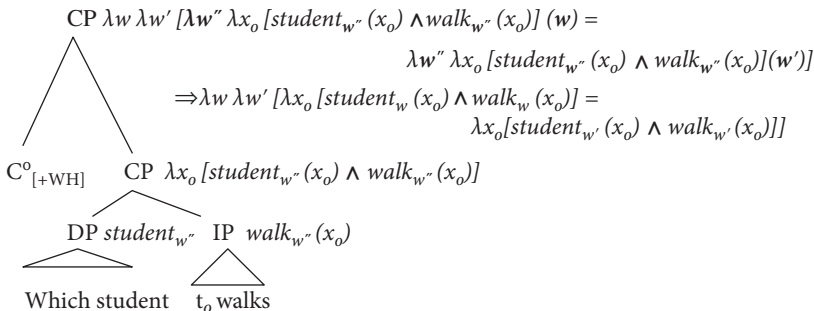 CP λw λw′ [λw″ λx₀ [student_w″ (x₀) ∧walk_w″ (x₀)] (w) =
λw″ λx₀ [student_w″ (x₀) ∧ walk_w″ (x₀)](w′)]
⇒λw λw′ [λx₀ [student_w (x₀) ∧ walk_w (x₀)] =
λx₀[student_w′ (x₀) ∧ walk_w′ (x₀)]]
C⁰[+WH] CP λx₀ [student_w″ (x₀) ∧ walk_w″ (x₀)]
DP student_w″ IP walk_w″ (x₀)
Which student t₀ walks